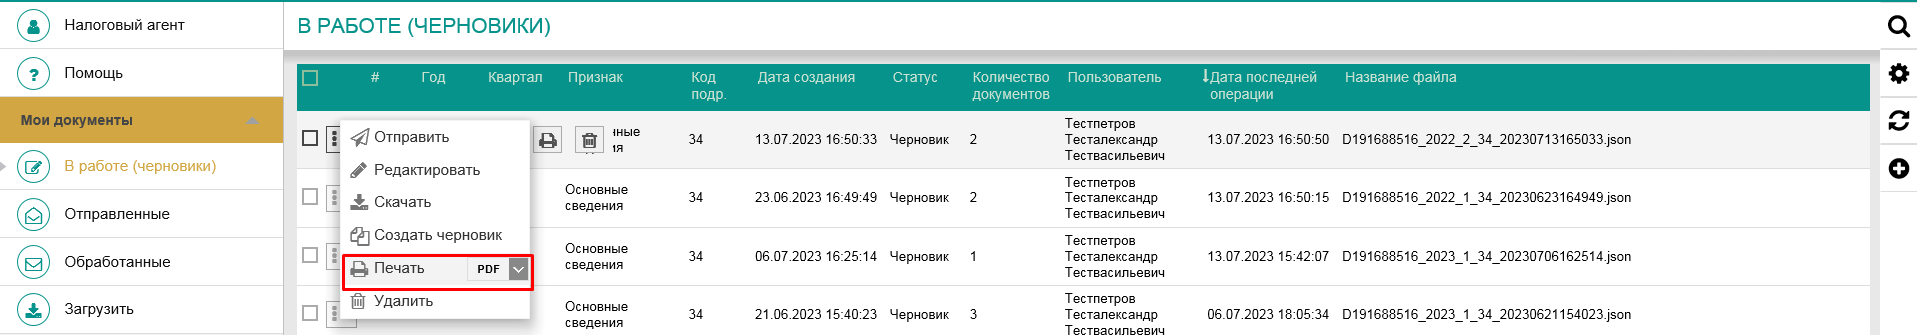 Налоговый агент
Помощь
Мои документы
В работе (черновики)
Отправленные
Обработанные
Загрузить
В РАБОТЕ (ЧЕРНОВИКИ)
# Год Квартал Признак Код подр. Дата создания Статус Количество документов Пользователь Дата последней операции Название файла
нные
ия
34 13.07.2023 16:50:33 Черновик 2
Тестпетров
Тесталександр
Тествасильевич
13.07.2023 16:50:50 D191688516_2022_2_34_20230713165033.json
Основные
сведения
34 23.06.2023 16:49:49 Черновик 2
Тестпетров
Тесталександр
Тествасильевич
13.07.2023 16:50:15 D191688516_2022_1_34_20230623164949.json
Основные
сведения
34 06.07.2023 16:25:14 Черновик 1
Тестпетров
Тесталександр
Тествасильевич
13.07.2023 15:42:07 D191688516_2023_1_34_20230706162514.json
Основные
сведения
34 21.06.2023 15:40:23 Черновик 3
Тестпетров
Тесталександр
Тествасильевич
06.07.2023 18:05:34 D191688516_2023_1_34_20230621154023.json
Отправить
Редактировать
Скачать
Создать черновик
Печать PDF
Удалить